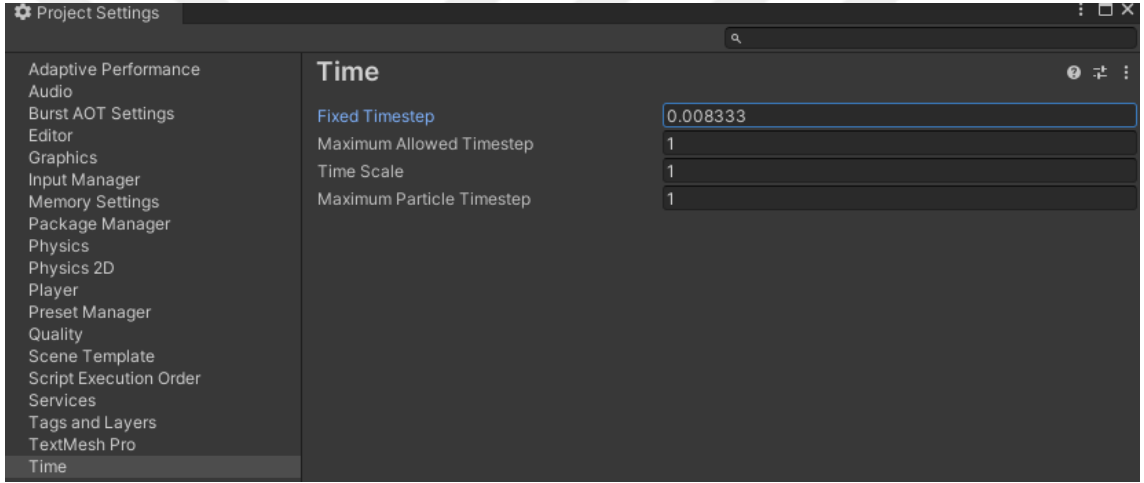 Project Settings
Adaptive Performance
Audio
Burst AOT Settings
Editor
Graphics
Input Manager
Memory Settings
Package Manager
Physics
Physics 2D
Player
Preset Manager
Quality
Scene Template
Script Execution Order
Services
Tags and Layers
TextMesh Pro
Time
Time
Fixed Timestep 0.008333
Maximum Allowed Timestep 1
Time Scale 1
Maximum Particle Timestep 1